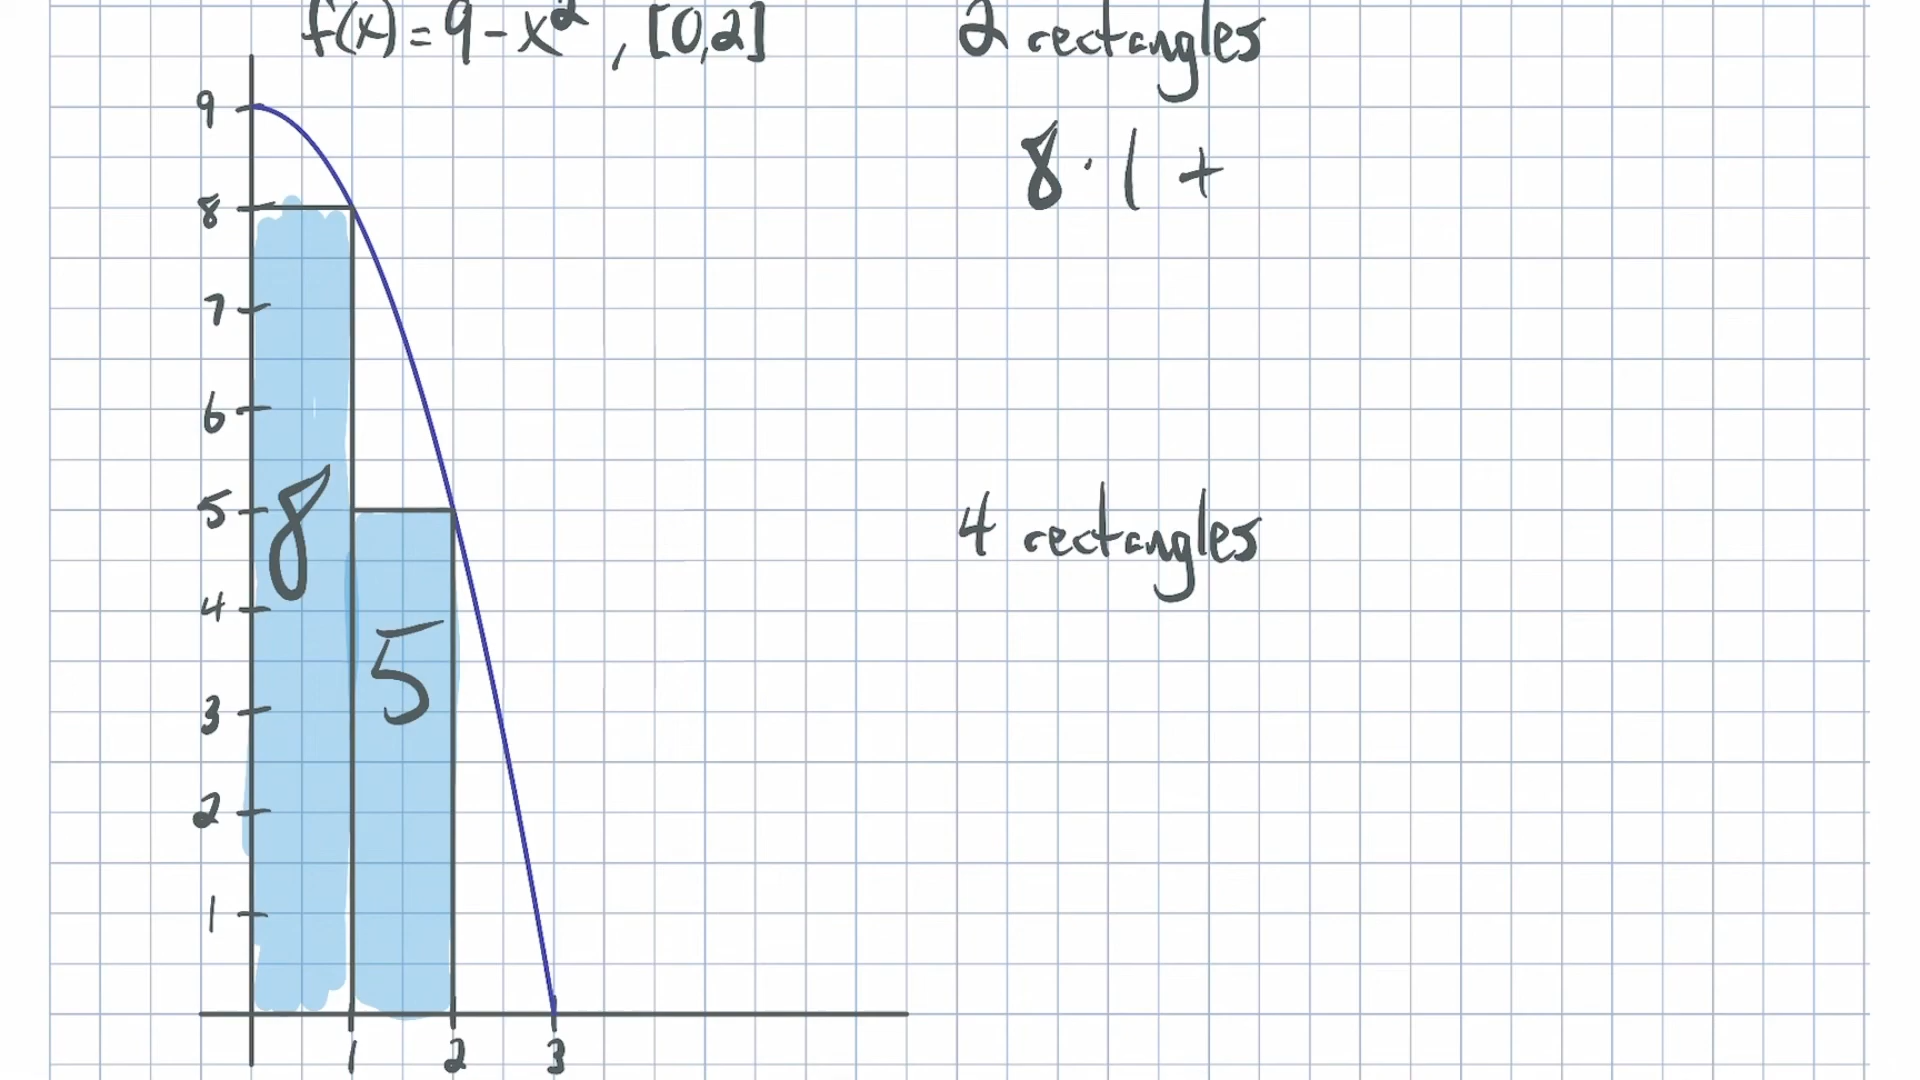 f(x) = 9 - x² , [0,2]
2 rectangles
8 · 1 +
4 rectangles
9
8
7
6
5
4
3
2
1
8
5
1 2 3